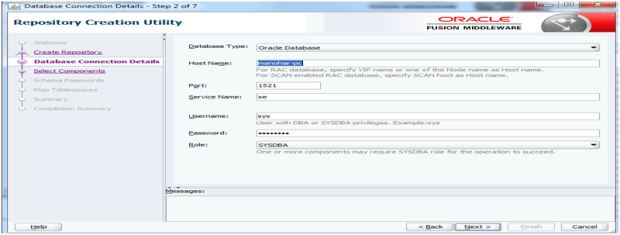 Database Connection Details - Step 2 of 7
Repository Creation Utility
ORACLE
FUSION MIDDLEWARE
Welcome
Create Repository
Database Connection Details
Select Components
Schema Passwords
Map Tablespaces
Summary
Completion Summary
Database Type: Oracle Database
Host Name: manohar-pc
For RAC database, specify VIP name or one of the Node name as Host name.
For SCAN enabled RAC database, specify SCAN host as Host name.
Port: 1521
Service Name: xe
Username: sys
User with DBA or SYSDBA privileges. Example:sys
Password: ••••••••
Role: SYSDBA
One or more components may require SYSDBA role for the operation to succeed.
Messages:
Help
< Back
Next >
Finish
Cancel